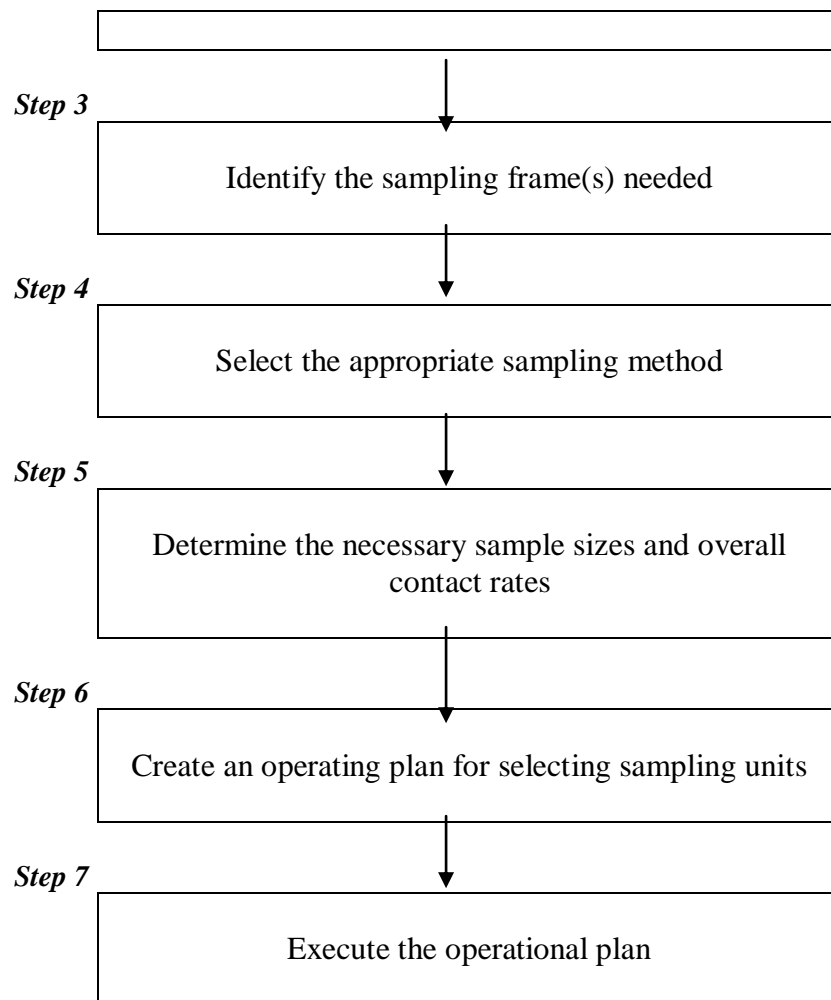 Step 3
Identify the sampling frame(s) needed
Step 4
Select the appropriate sampling method
Step 5
Determine the necessary sample sizes and overall
contact rates
Step 6
Create an operating plan for selecting sampling units
Step 7
Execute the operational plan